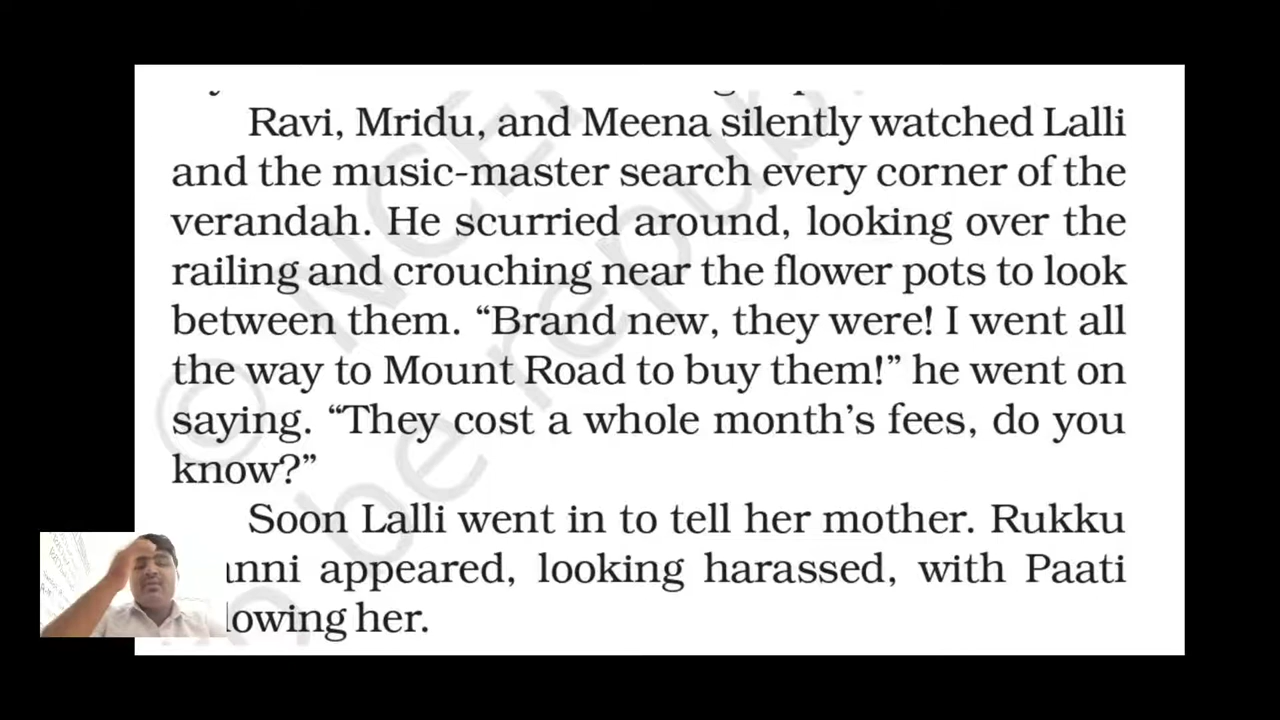 Ravi, Mridu, and Meena silently watched Lalli
and the music-master search every corner of the
verandah. He scurried around, looking over the
railing and crouching near the flower pots to look
between them. “Brand new, they were! I went all
the way to Mount Road to buy them!” he went on
saying. “They cost a whole month’s fees, do you
know?”
Soon Lalli went in to tell her mother. Rukku
appeared, looking harassed, with Paati
her.